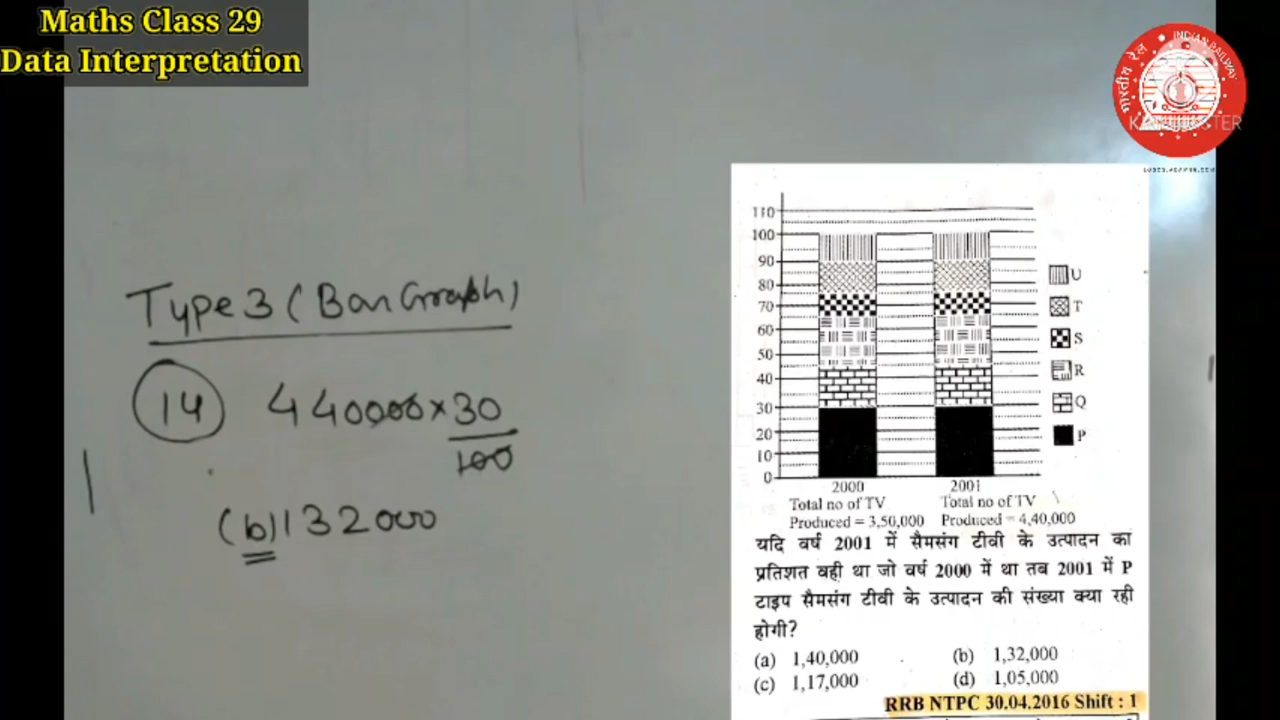 Maths Class 29
Data Interpretation
भारतीय रेल INDIAN RAILWAY
Type 3 ( Bar Graph)
14 440000 × 30
100
(b) 132000
110
100
90
80
70
60
50
40
30
20
10
0
U
T
S
R
Q
P
2000 2001
Total no of TV Total no of TV
Produced = 3,50,000 Produced = 4,40,000
यदि वर्ष 2001 में सैमसंग टीवी के उत्पादन का
प्रतिशत वही था जो वर्ष 2000 में था तब 2001 में P
टाइप सैमसंग टीवी के उत्पादन की संख्या क्या रही
होगी?
(a) 1,40,000 (b) 1,32,000
(c) 1,17,000 (d) 1,05,000
RRB NTPC 30.04.2016 Shift : 1